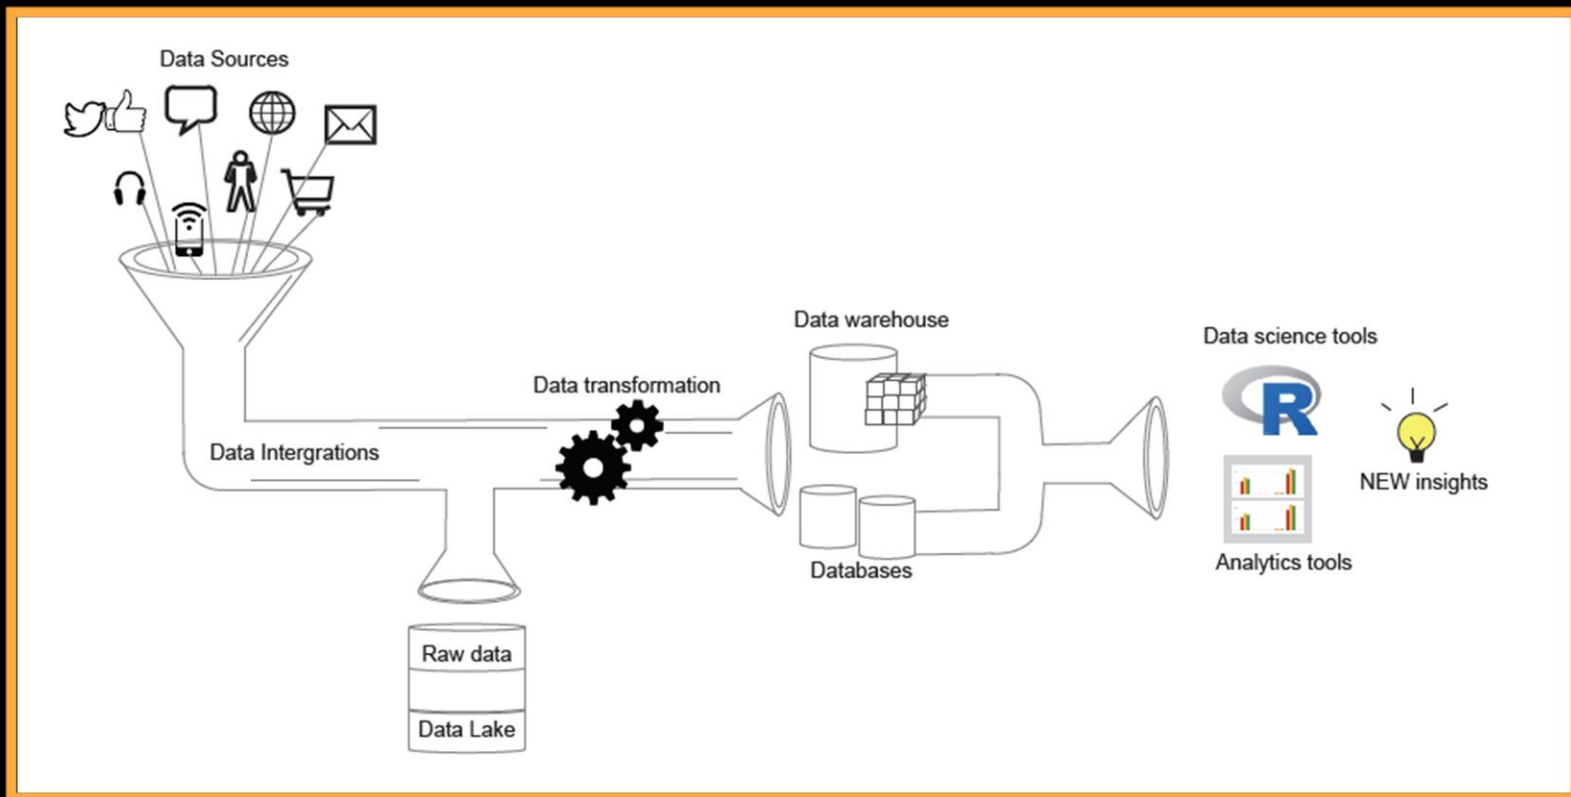 Data Sources
Data warehouse
Data science tools
R
Data transformation
Data Intergrations
NEW insights
Databases
Analytics tools
Raw data
Data Lake